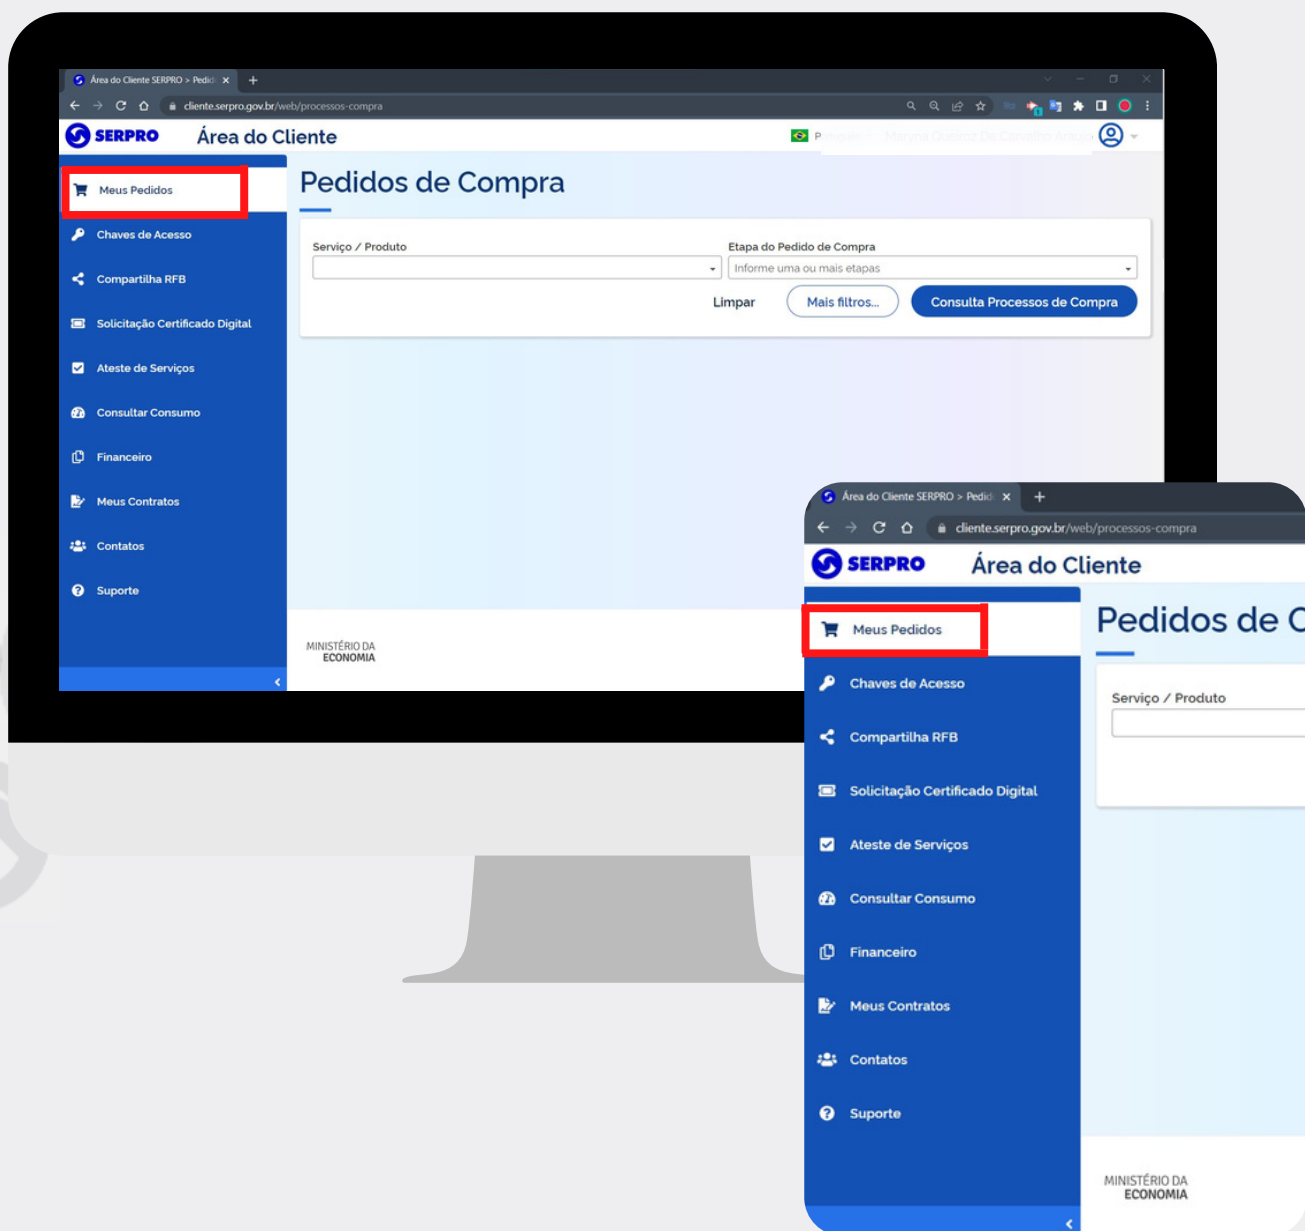 Área do Cliente SERPRO > Pedid
cliente.serpro.gov.br/web/processos-compra
SERPRO Área do Cliente
Meus Pedidos
Chaves de Acesso
Compartilha RFB
Solicitação Certificado Digital
Ateste de Serviços
Consultar Consumo
Financeiro
Meus Contratos
Contatos
Suporte
Pedidos de Compra
Serviço / Produto
Etapa do Pedido de Compra
Informe uma ou mais etapas
Limpar Mais filtros... Consulta Processos de Compra
MINISTÉRIO DA
ECONOMIA
Área do Cliente SERPRO > Pedid
cliente.serpro.gov.br/web/processos-compra
SERPRO Área do Cliente
Meus Pedidos
Chaves de Acesso
Compartilha RFB
Solicitação Certificado Digital
Ateste de Serviços
Consultar Consumo
Financeiro
Meus Contratos
Contatos
Suporte
Pedidos de C
Serviço / Produto
MINISTÉRIO DA
ECONOMIA